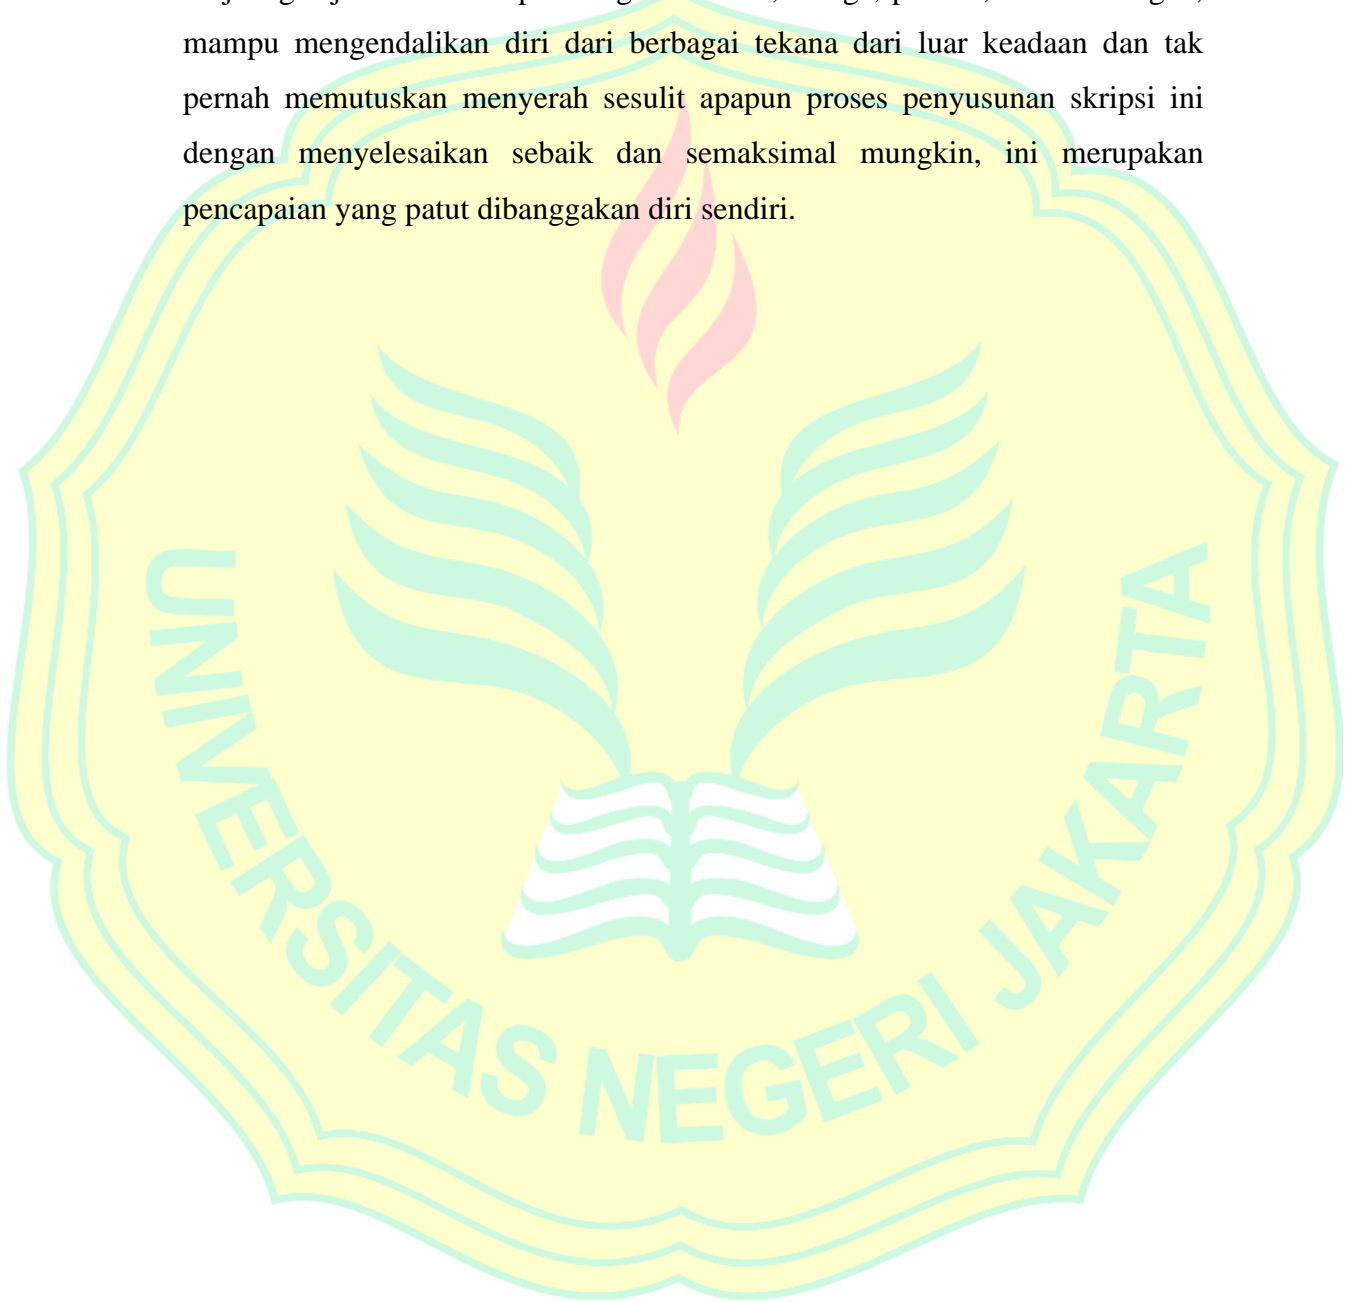 mampu mengendalikan diri dari berbagai tekana dari luar keadaan dan tak
pernah memutuskan menyerah sesulit apapun proses penyusunan skripsi ini
dengan menyelesaikan sebaik dan semaksimal mungkin, ini merupakan
pencapaian yang patut dibanggakan diri sendiri.
UNIVERSITAS NEGERI JAKARTA